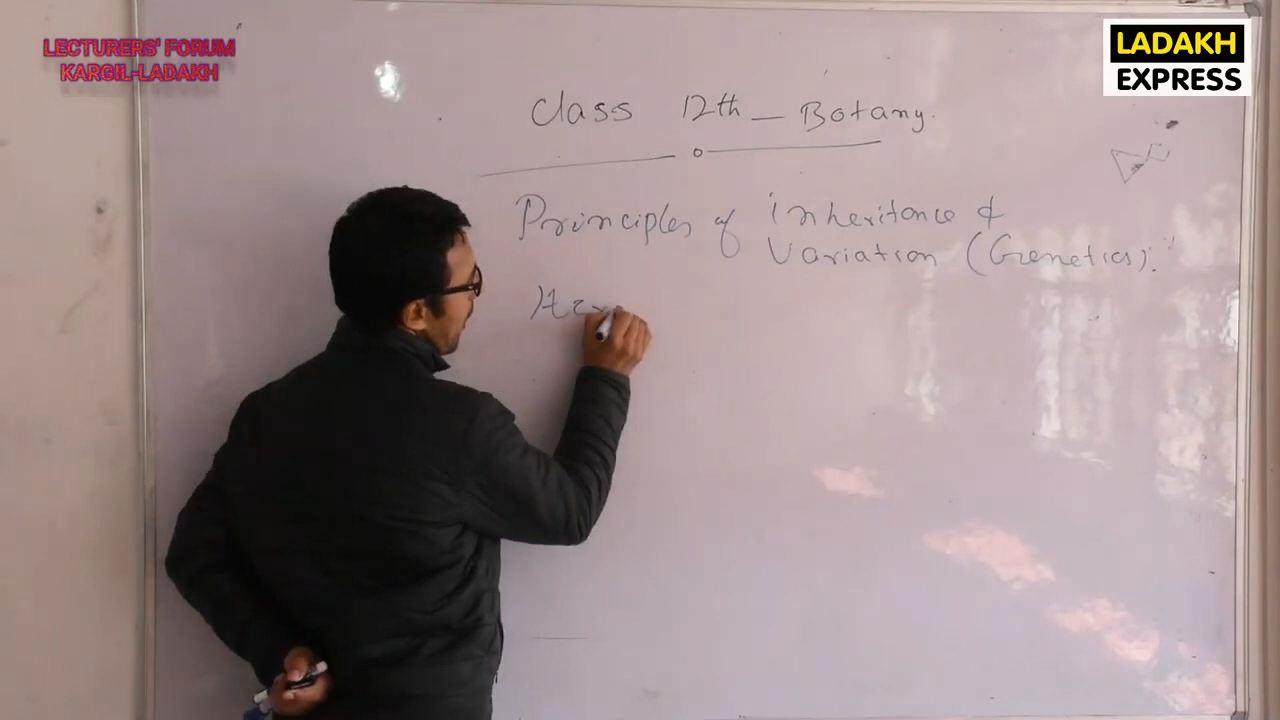 LECTURERS' FORUM
KARGIL-LADAKH
LADAKH
EXPRESS
Class 12th - Botany.
Principles of inheritance &
Variation (Genetics).